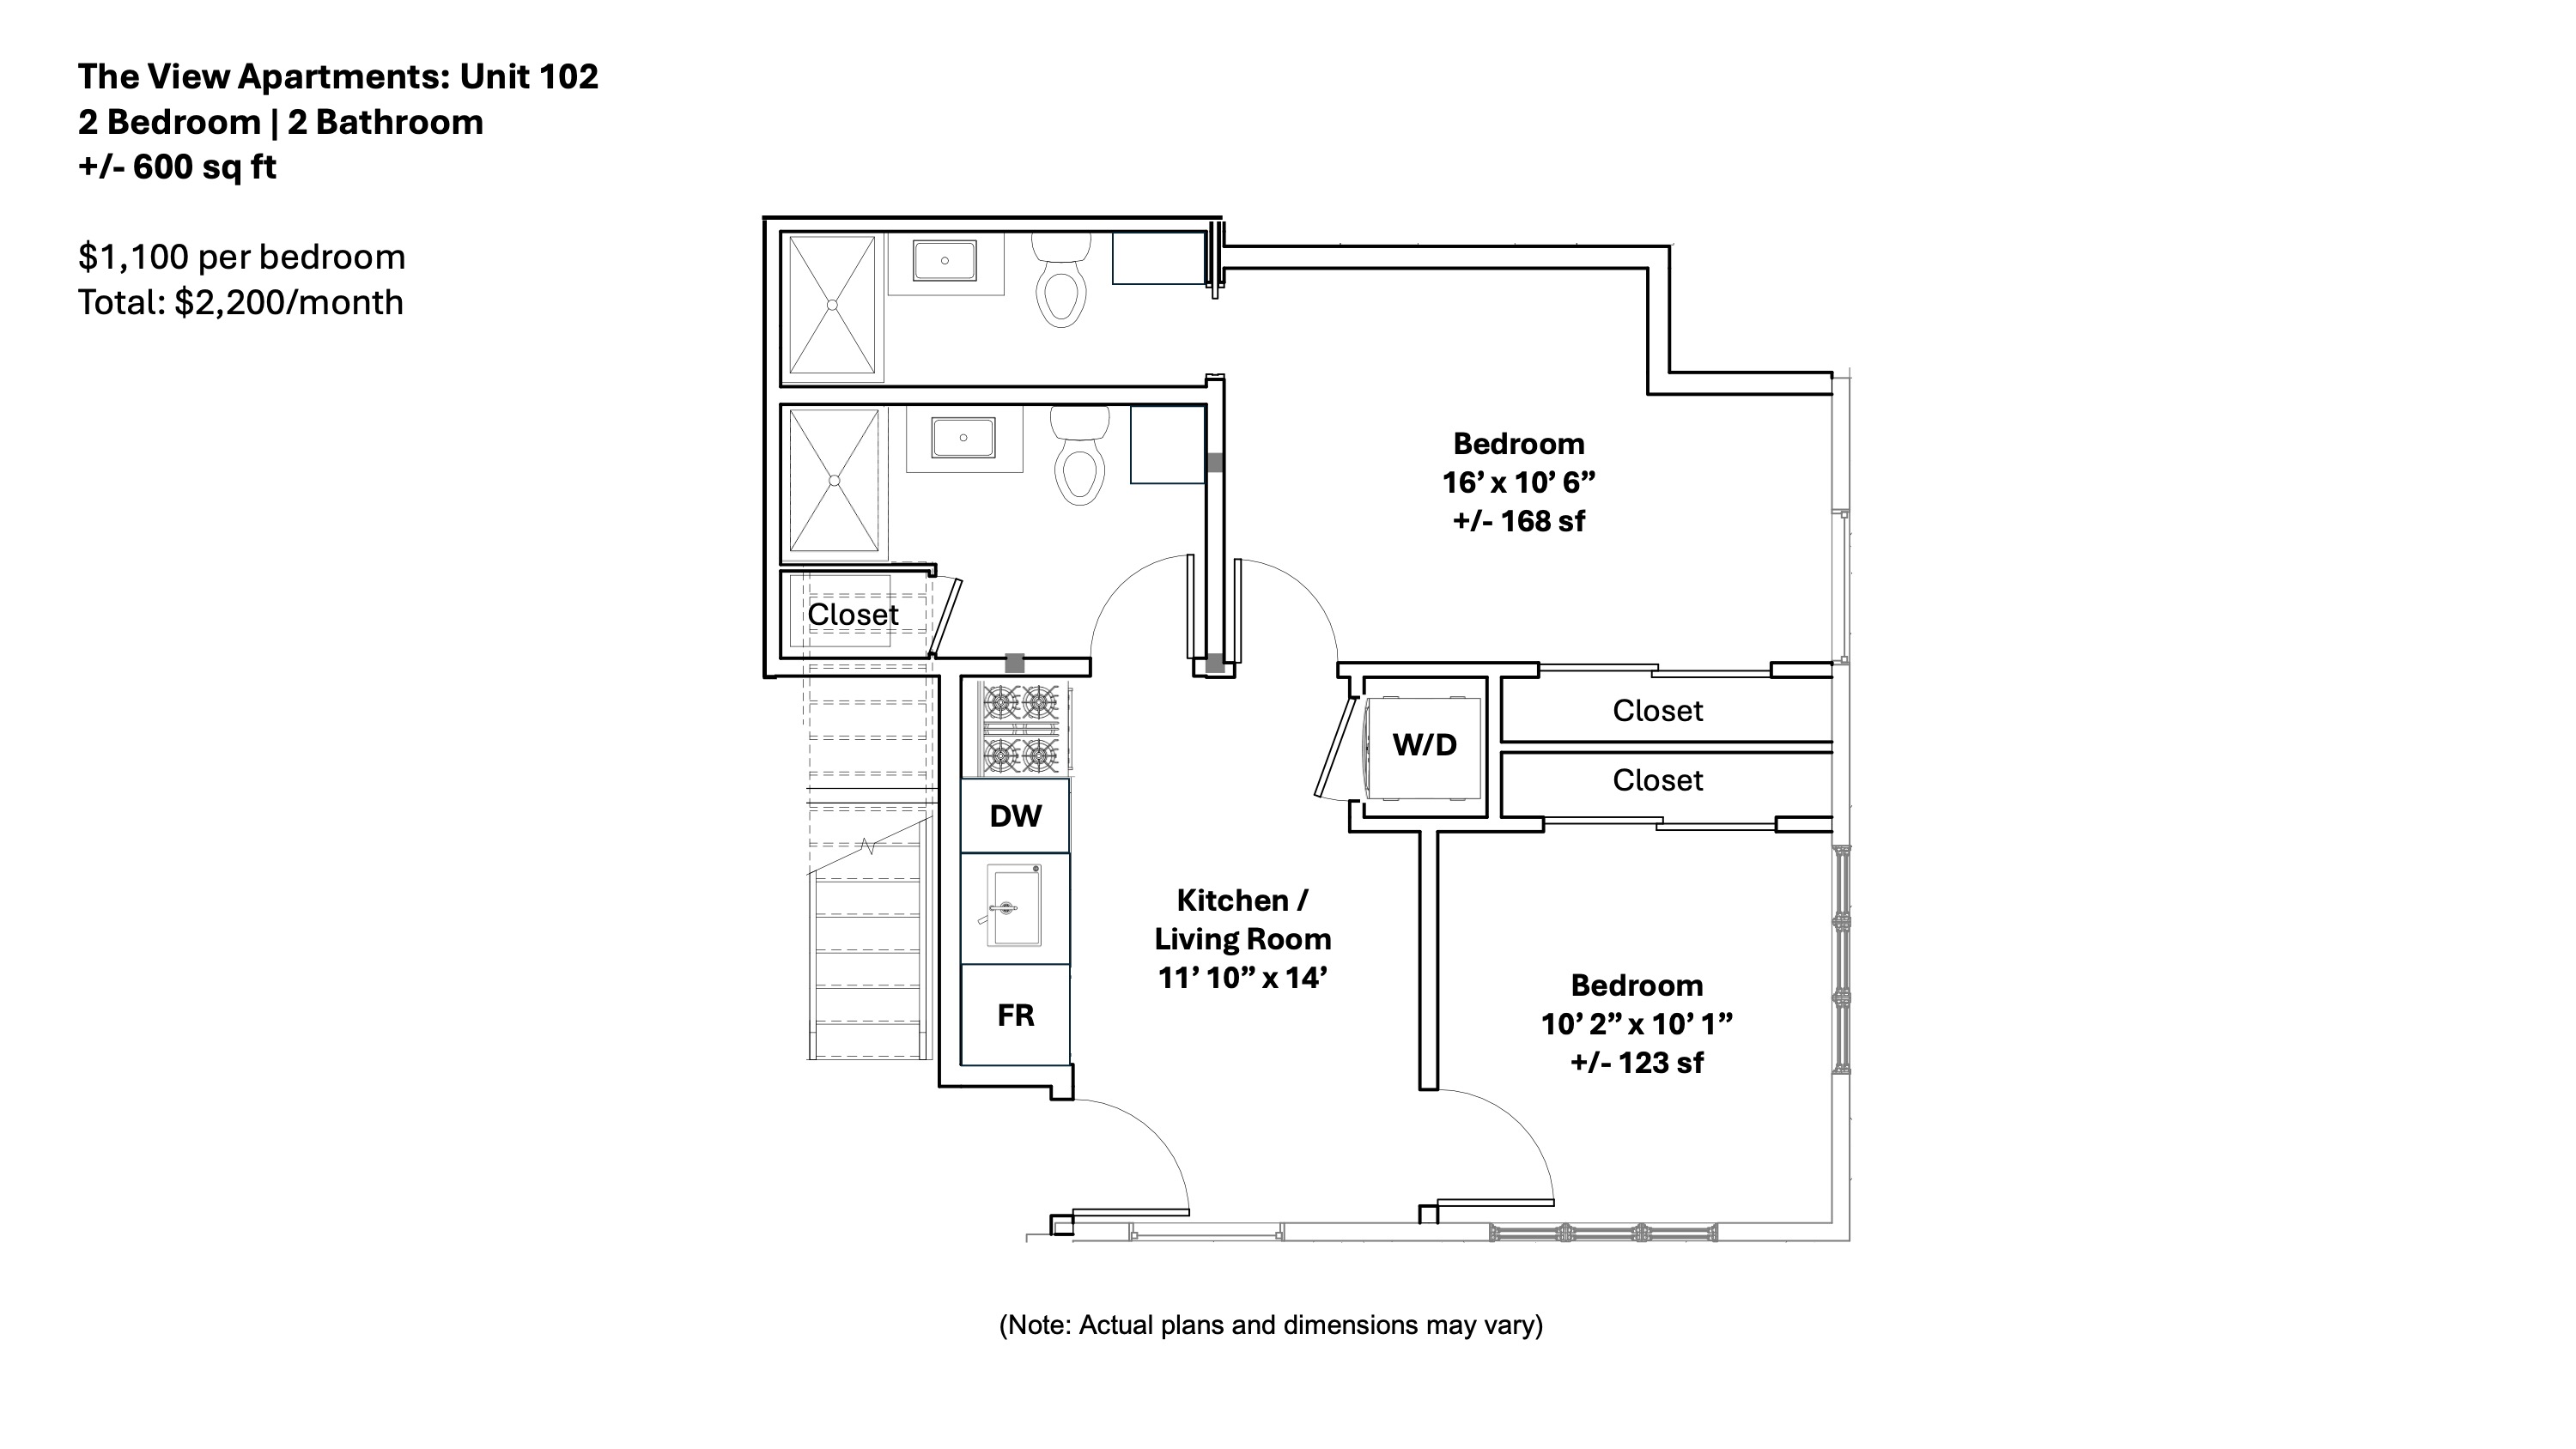 The View Apartments: Unit 102
2 Bedroom | 2 Bathroom
+/- 600 sq ft
$1,100 per bedroom
Total: $2,200/month
Bedroom
16’ x 10’ 6”
+/- 168 sf
Closet
Closet
W/D
Closet
DW
Kitchen /
Living Room
11’ 10” x 14’
FR
Bedroom
10’ 2” x 10’ 1”
+/- 123 sf
(Note: Actual plans and dimensions may vary)